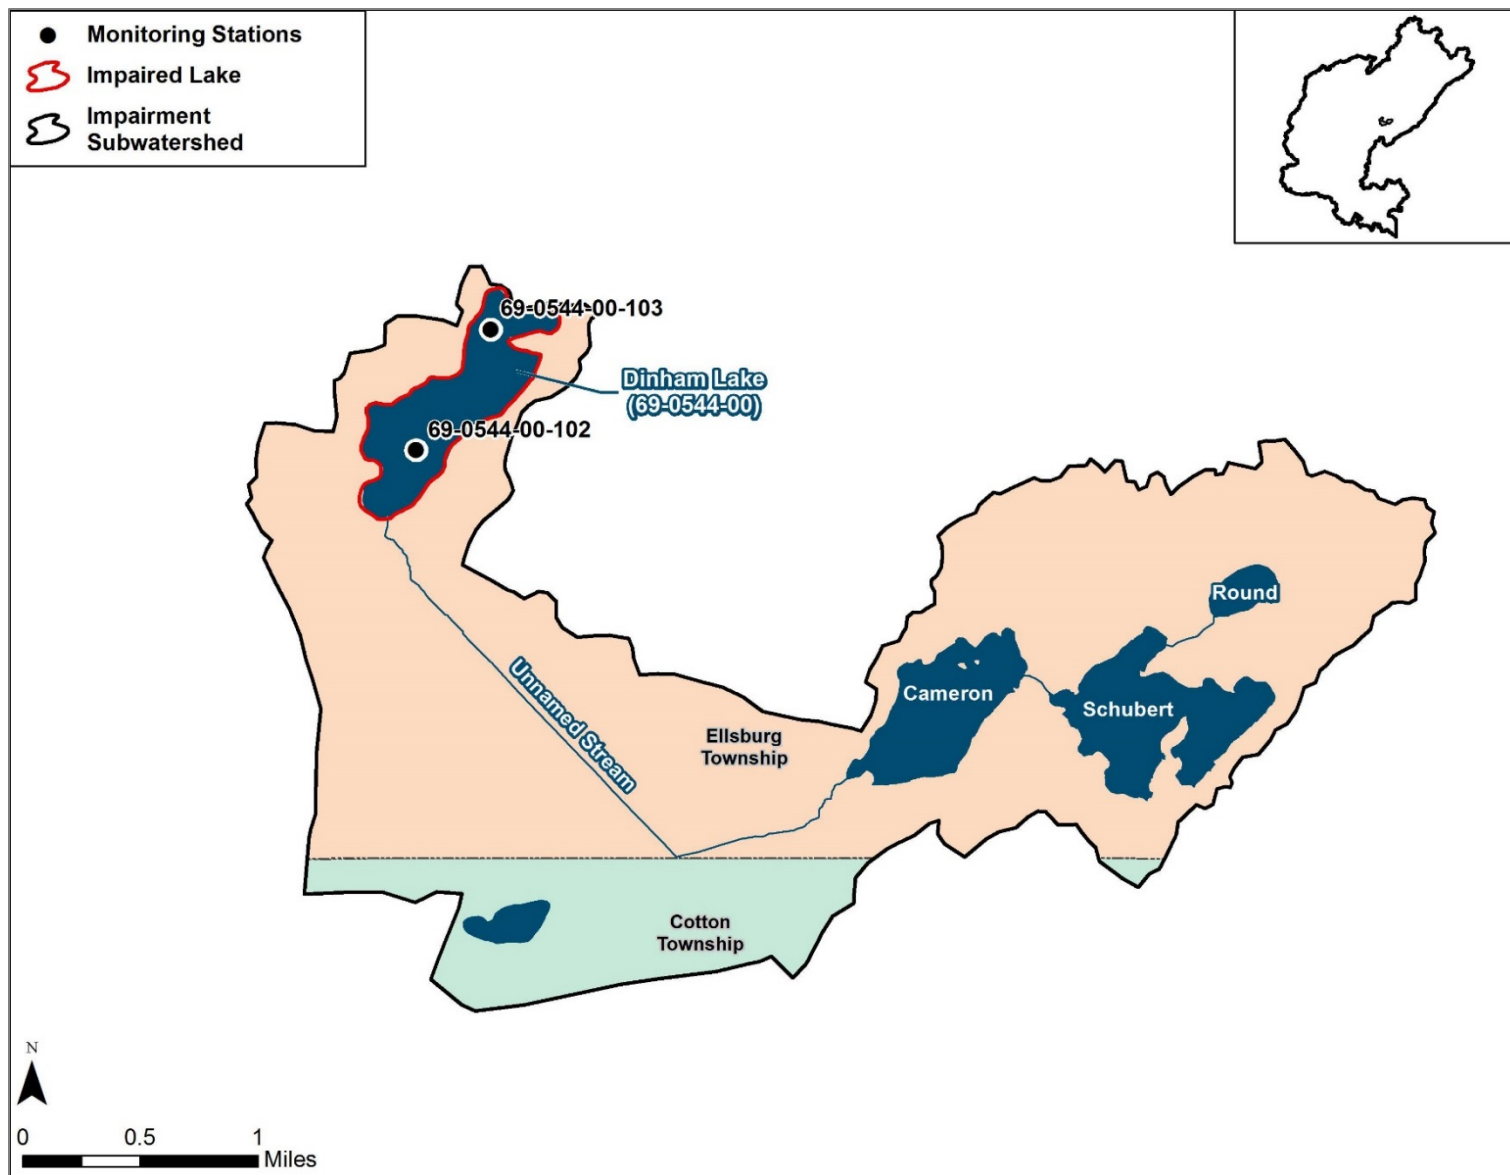 Monitoring Stations
Impaired Lake
Impairment
Subwatershed
69-0544-00-103
Dinham Lake
(69-0544-00)
69-0544-00-102
Round
Cameron
Schubert
Unnamed Stream
Ellsburg
Township
Cotton
Township
N
0 0.5 1
Miles